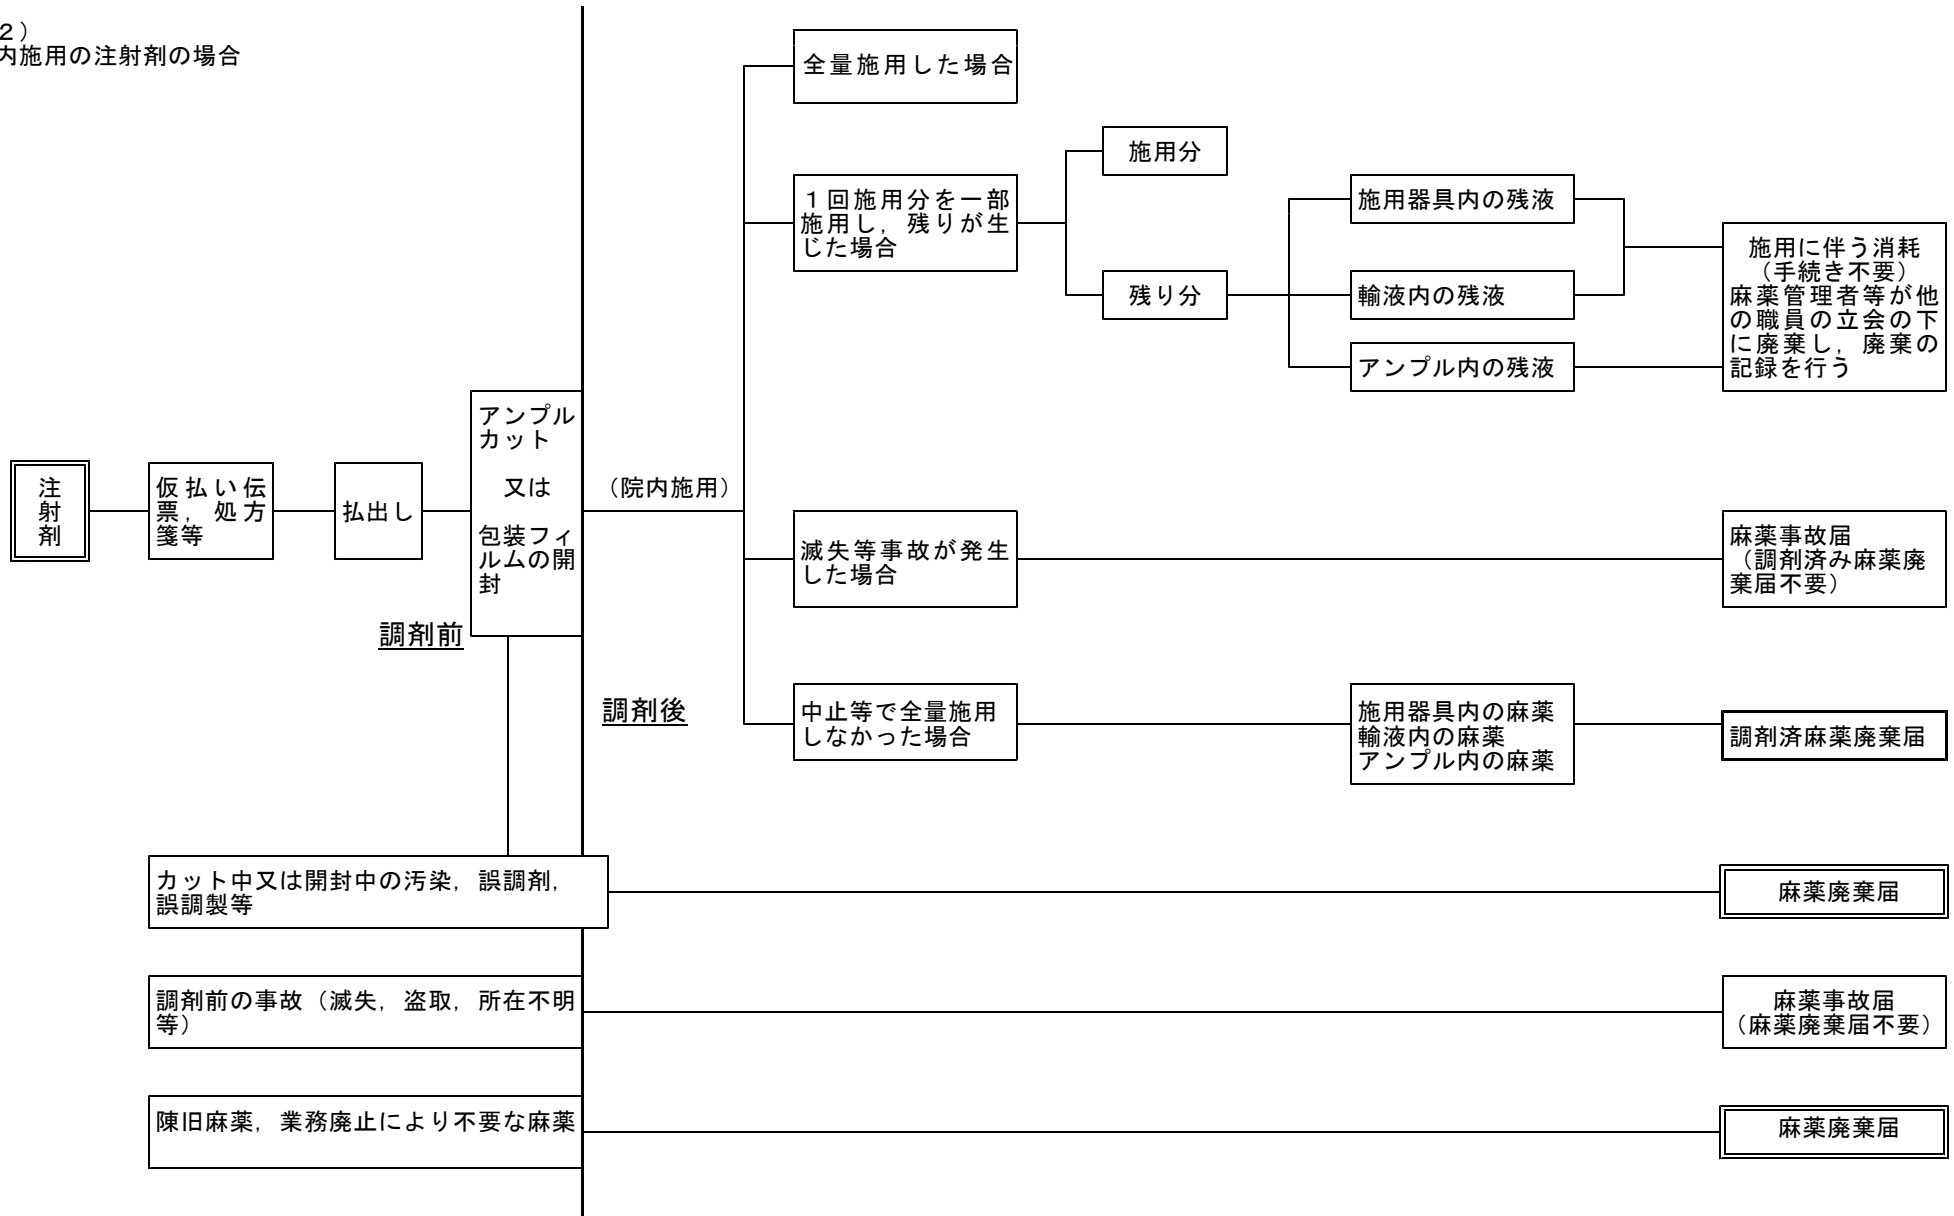 ２）
内施用の注射剤の場合
全量施用した場合
施用分
１回施用分を一部
施用し，残りが生
じた場合
残り分
施用器具内の残液
輸液内の残液
アンプル内の残液
施用に伴う消耗
（手続き不要）
麻薬管理者等が他
の職員の立会の下
に廃棄し，廃棄の
記録を行う
注
射
剤
仮払い伝
票，処方
箋等
払出し
アンプル
カット
又は
包装フィ
ルムの開
封
（院内施用）
調剤前
調剤後
滅失等事故が発生
した場合
麻薬事故届
（調剤済み麻薬廃
棄届不要）
中止等で全量施用
しなかった場合
施用器具内の麻薬
輸液内の麻薬
アンプル内の麻薬
調剤済麻薬廃棄届
カット中又は開封中の汚染，誤調剤，
誤調製等
麻薬廃棄届
調剤前の事故（滅失，盗取，所在不明
等）
麻薬事故届
（麻薬廃棄届不要）
陳旧麻薬，業務廃止により不要な麻薬
麻薬廃棄届